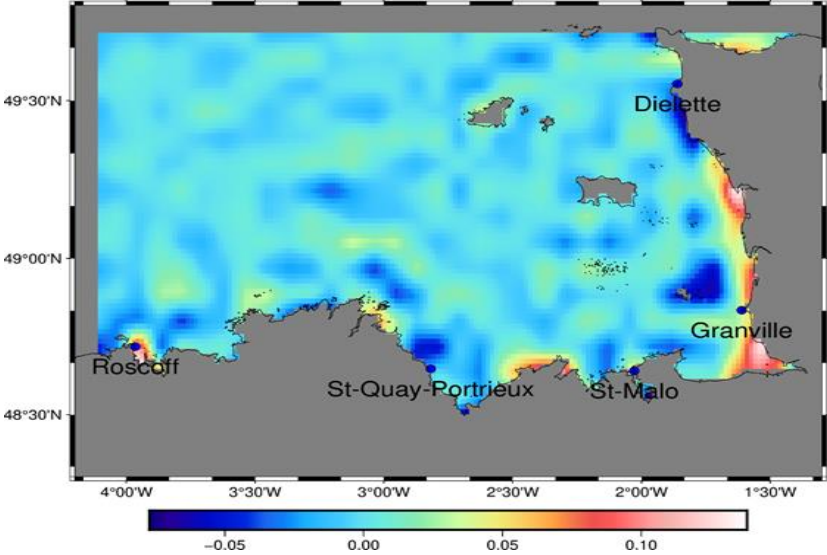 49°30'N
Dielette
49°00'N
Granville
Roscoff
St-Quay-Portrieux
St-Malo
48°30'N
4°00'W 3°30'W 3°00'W 2°30'W 2°00'W 1°30'W
−0.05 0.00 0.05 0.10